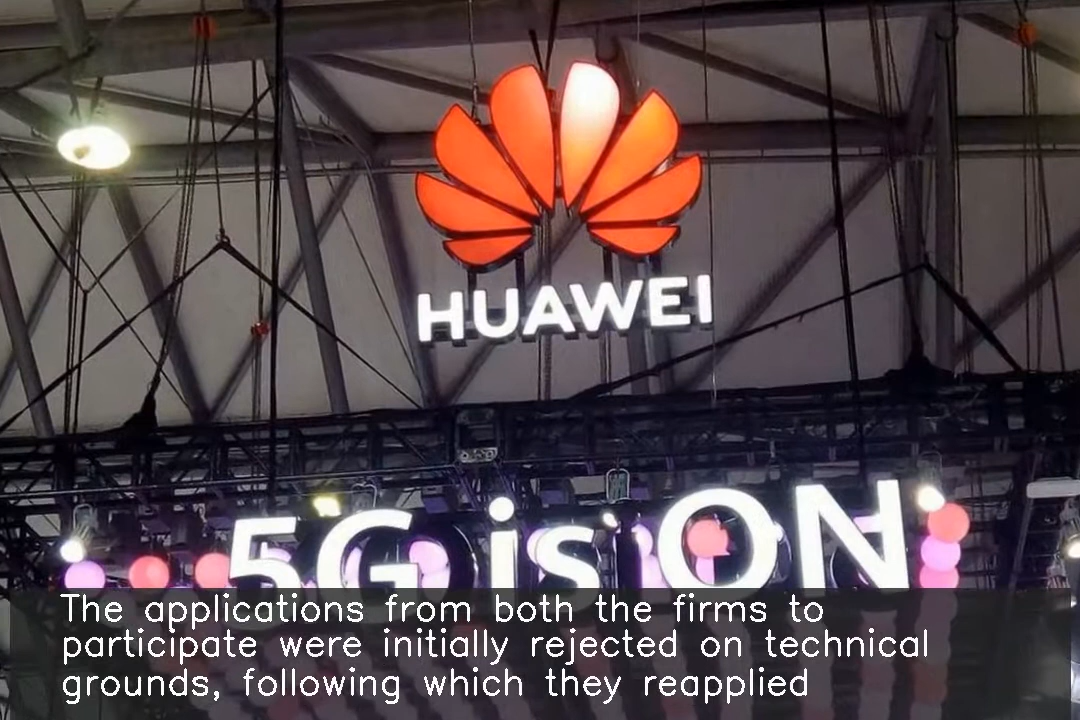 HUAWEI
5G is ON
The applications from both the firms to
participate were initially rejected on technical
grounds, following which they reapplied